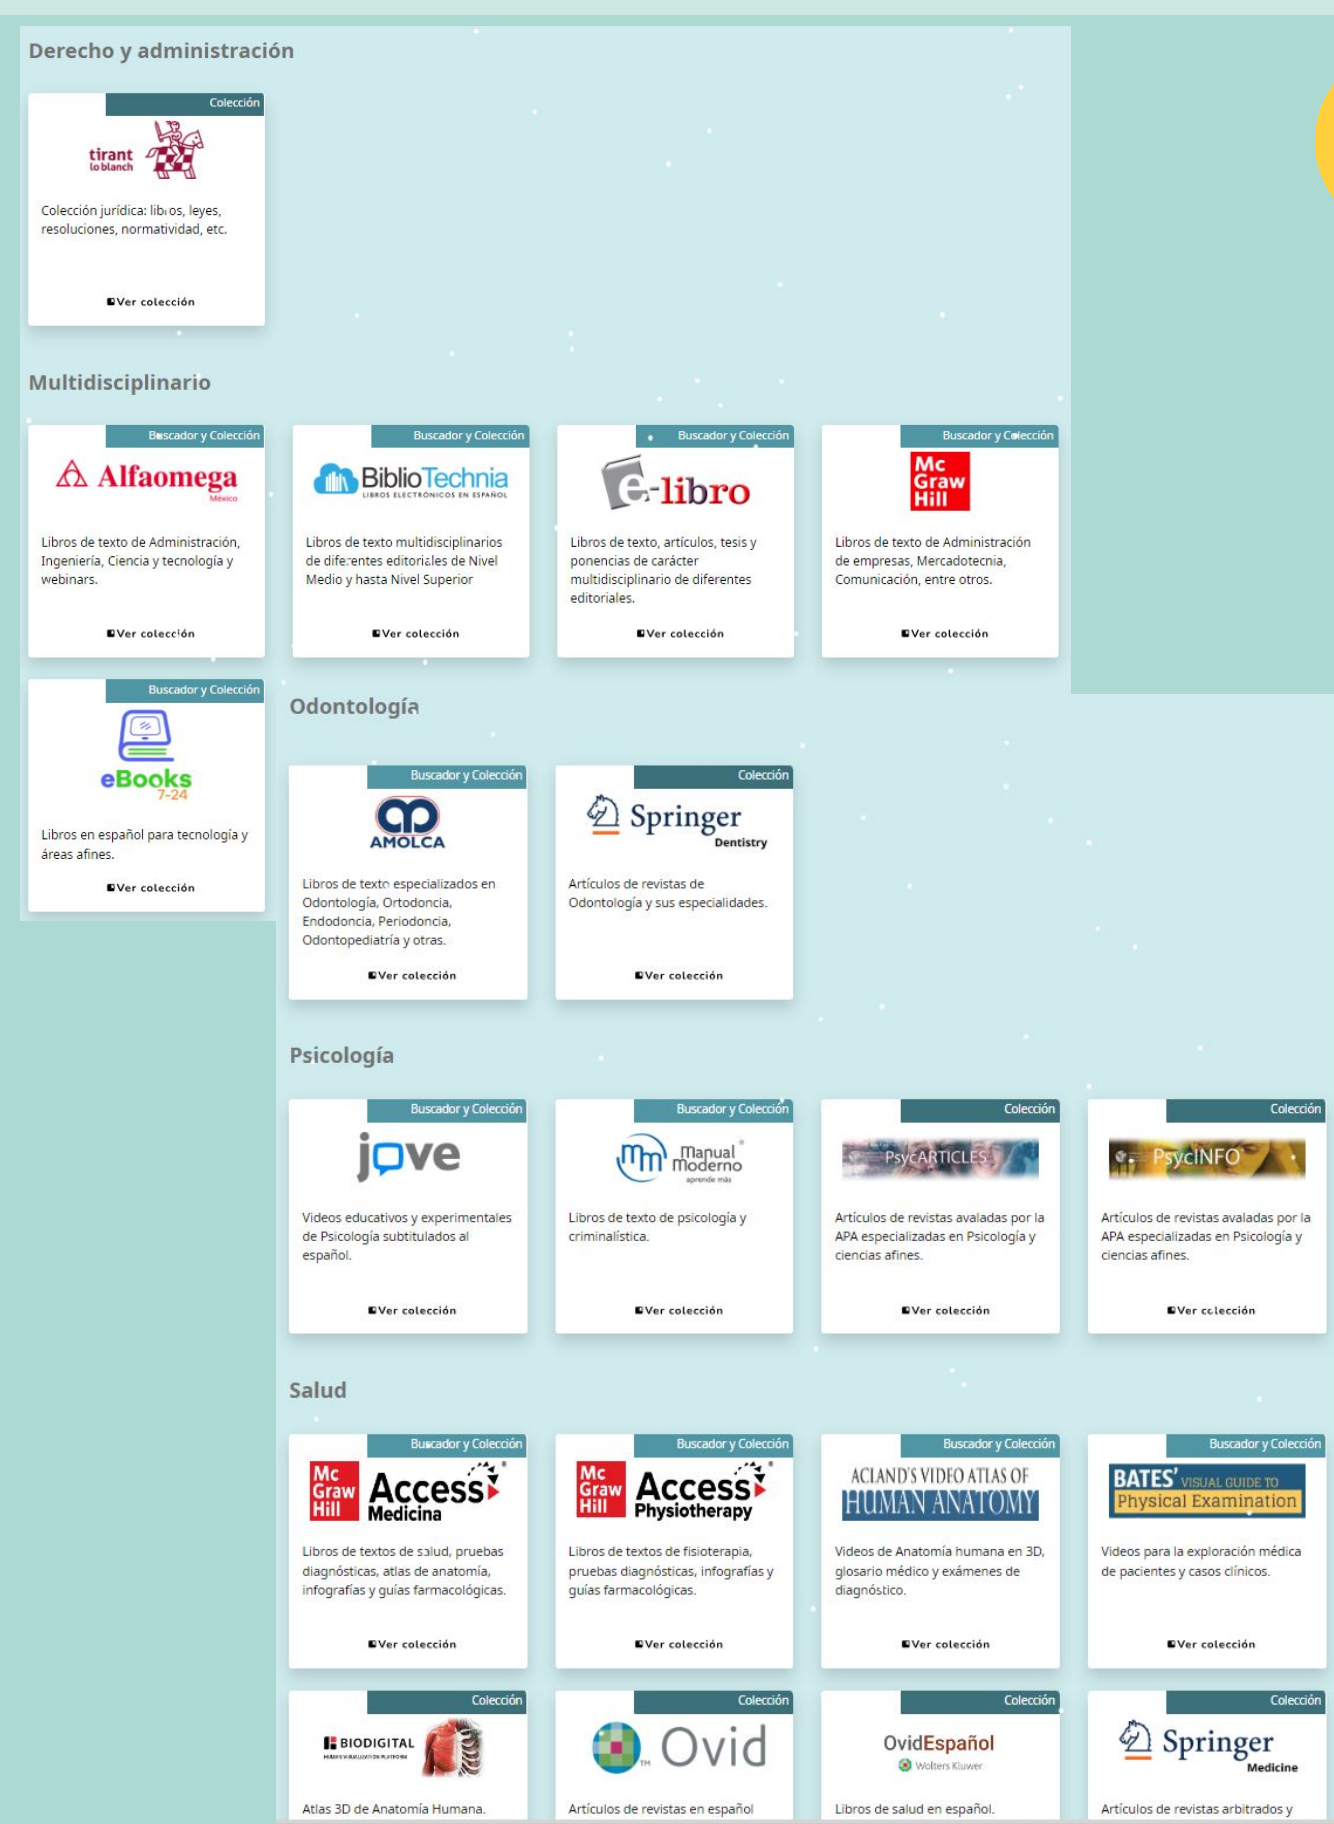 Derecho y administración
Colección
tirant
lo blanch
Colección jurídica: libros, leyes,
resoluciones, normatividad, etc.
Ver colección
Multidisciplinario
Buscador y Colección
Alfaomega
México
Libros de texto de Administración,
Ingeniería, Ciencia y tecnología y
webinars.
Ver colección
Buscador y Colección
BiblioTechnia
LIBROS ELECTRÓNICOS EN ESPAÑOL
Libros de texto multidisciplinarios
de diferentes editoriales de Nivel
Medio y hasta Nivel Superior
Ver colección
Buscador y Colección
e-libro
Libros de texto, artículos, tesis y
ponencias de carácter
multidisciplinario de diferentes
editoriales.
Ver colección
Buscador y Colección
Mc
Graw
Hill
Libros de texto de Administración
de empresas, Mercadotecnia,
Comunicación, entre otros.
Ver colección
Buscador y Colección
eBooks
7-24
Libros en español para tecnología y
áreas afines.
Ver colección
Odontología
Buscador y Colección
AMOLCA
Libros de texto especializados en
Odontología, Ortodoncia,
Endodoncia, Periodoncia,
Odontopediatría y otras.
Ver colección
Colección
Springer
Dentistry
Artículos de revistas de
Odontología y sus especialidades.
Ver colección
Psicología
Buscador y Colección
jove
Videos educativos y experimentales
de Psicología subtitulados al
español.
Ver colección
Buscador y Colección
mm Manual
moderno
aprende más
Libros de texto de psicología y
criminalística.
Ver colección
Colección
PsycARTICLES
Artículos de revistas avaladas por la
APA especializadas en Psicología y
ciencias afines.
Ver colección
Colección
PsycINFO
Artículos de revistas avaladas por la
APA especializadas en Psicología y
ciencias afines.
Ver colección
Salud
Buscador y Colección
Mc
Graw
Hill
Access
Medicina
Libros de textos de salud, pruebas
diagnósticas, atlas de anatomía,
infografías y guías farmacológicas.
Ver colección
Buscador y Colección
Mc
Graw
Hill
Access
Physiotherapy
Libros de textos de fisioterapia,
pruebas diagnósticas, infografías y
guías farmacológicas.
Ver colección
Buscador y Colección
ACLAND'S VIDEO ATLAS OF
HUMAN ANATOMY
Videos de Anatomía humana en 3D,
glosario médico y exámenes de
diagnóstico.
Ver colección
Buscador y Colección
BATES' VISUAL GUIDE TO
Physical Examination
Videos para la exploración médica
de pacientes y casos clínicos.
Ver colección
Colección
BIODIGITAL
HUMAN VISUALIZATION PLATFORM
Atlas 3D de Anatomía Humana.
Colección
Ovid
TM
Artículos de revistas en español
Colección
OvidEspañol
Wolters Kluwer
Libros de salud en español.
Colección
Springer
Medicine
Artículos de revistas arbitrados y